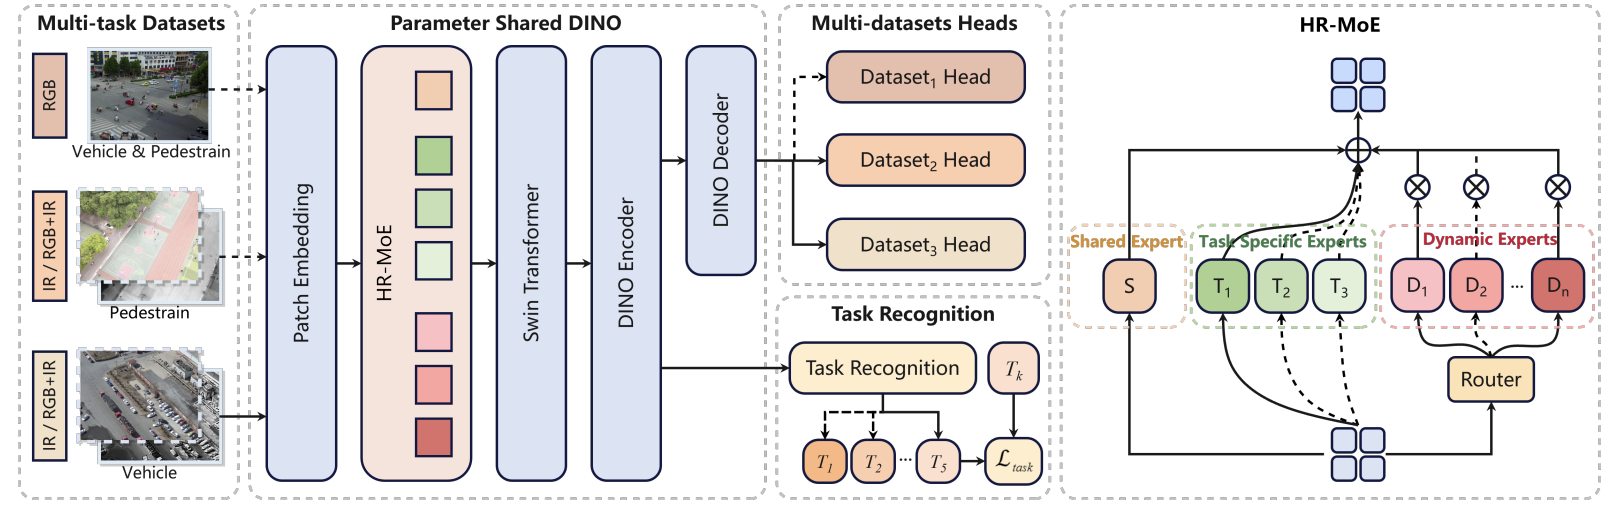 Multi-task Datasets
RGB
Vehicle & Pedestrain
IR / RGB+IR
Pedestrain
IR / RGB+IR
Vehicle
Parameter Shared DINO
Patch Embedding
HR-MoE
Swin Transformer
DINO Encoder
DINO Decoder
Multi-datasets Heads
Dataset₁ Head
Dataset₂ Head
Dataset₃ Head
Task Recognition
Task Recognition
Tₖ
T₁
T₂
...
T₅
ℒtask
HR-MoE
Shared Expert
Task Specific Experts
Dynamic Experts
S
T₁
T₂
T₃
D₁
D₂
...
Dₙ
Router